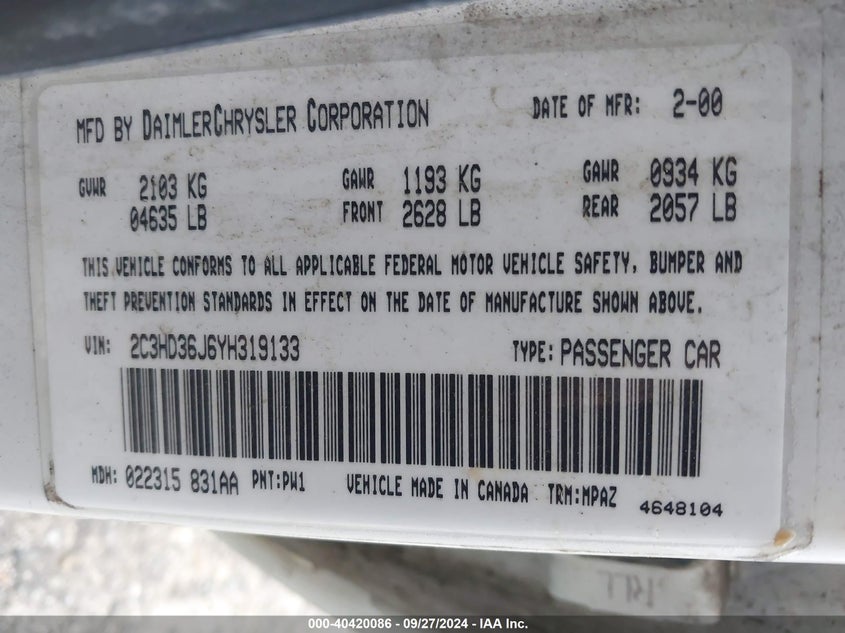 MFD BY DAIMLERCHRYSLER CORPORATION DATE OF MFR: 2-00
GVWR 2103 KG GAWR 1193 KG GAWR 0934 KG
04635 LB FRONT 2628 LB REAR 2057 LB
THIS VEHICLE CONFORMS TO ALL APPLICABLE FEDERAL MOTOR VEHICLE SAFETY, BUMPER AND
THEFT PREVENTION STANDARDS IN EFFECT ON THE DATE OF MANUFACTURE SHOWN ABOVE.
VIN: 2C3HD36J6YH319133 TYPE: PASSENGER CAR
MDH: 022315 831AA PNT:PW1 VEHICLE MADE IN CANADA TRM:MPAZ 4648104
000-40420086 - 09/27/2024 - IAA Inc.